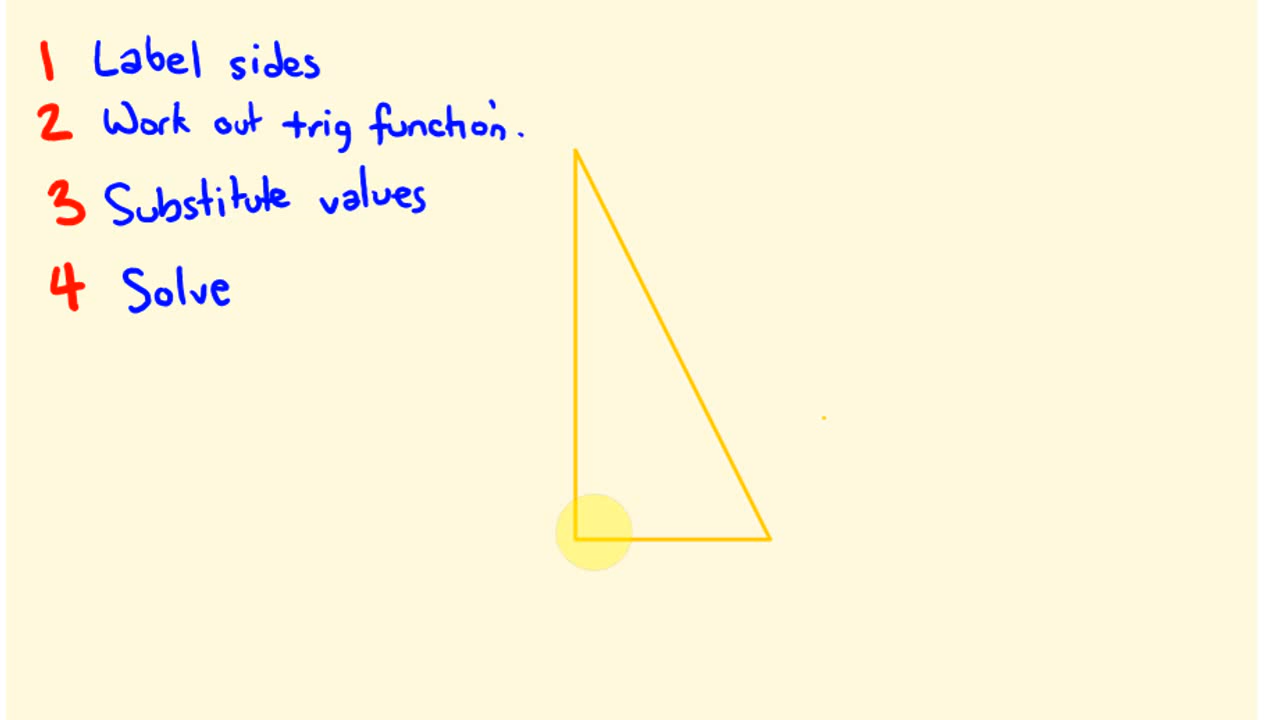 1 Label sides
2 Work out trig function.
3 Substitute values
4 Solve